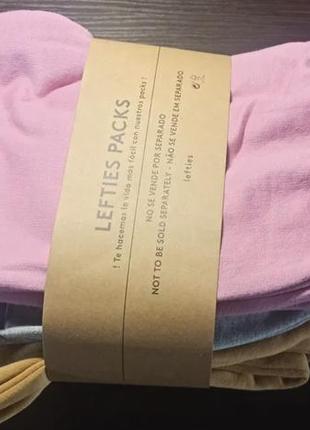 LEFTIES PACKS
! Te hacemos la vida más fácil con nuestros packs !
NO SE VENDE POR SEPARADO
NOT TO BE SOLD SEPARATELY - NÃO SE VENDE EM SEPARADO
lefties